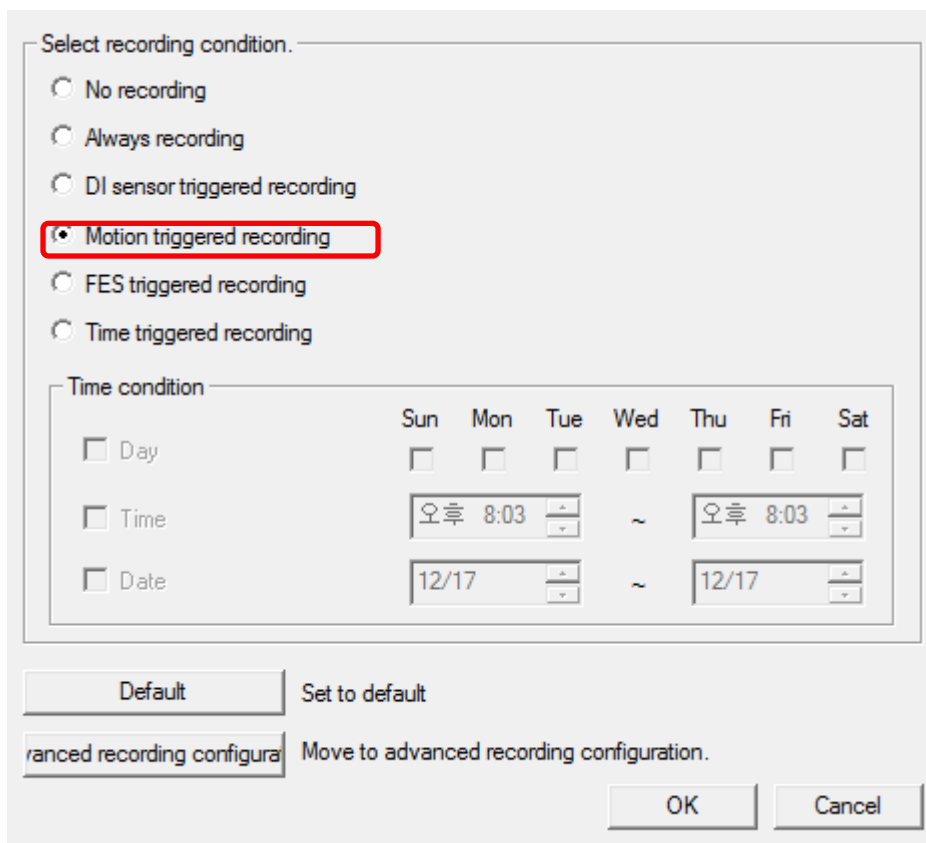 Select recording condition.
No recording
Always recording
DI sensor triggered recording
Motion triggered recording
FES triggered recording
Time triggered recording
Time condition
Sun Mon Tue Wed Thu Fri Sat
Day
Time 오후 8:03 ~ 오후 8:03
Date 12/17 ~ 12/17
Default Set to default
vanced recording configurat Move to advanced recording configuration.
OK Cancel